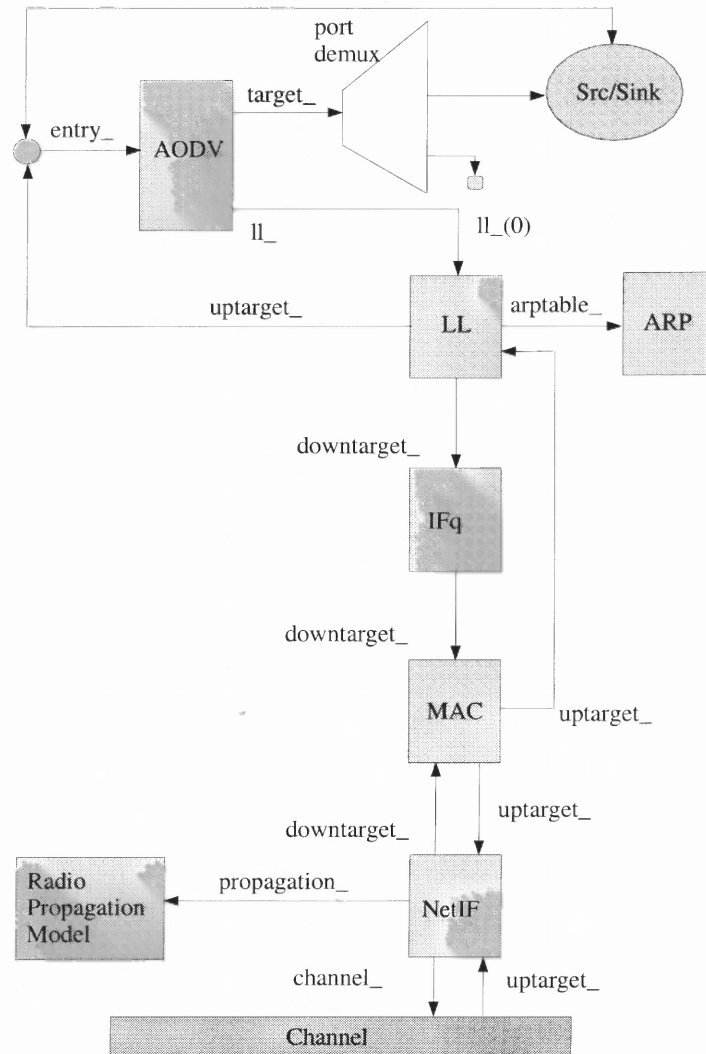 port
demux
target_
Src/Sink
entry_
AODV
ll_
ll_(0)
uptarget_
LL
arptable_
ARP
downtarget_
IFq
downtarget_
MAC
uptarget_
downtarget_
uptarget_
Radio
Propagation
Model
propagation_
NetIF
channel_
uptarget_
Channel